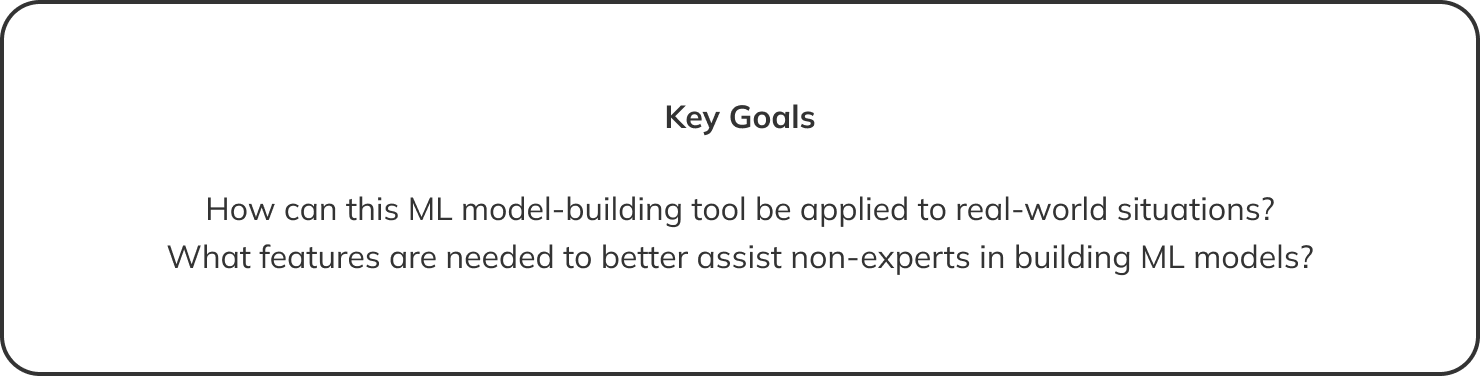 Key Goals
How can this ML model-building tool be applied to real-world situations?
What features are needed to better assist non-experts in building ML models?